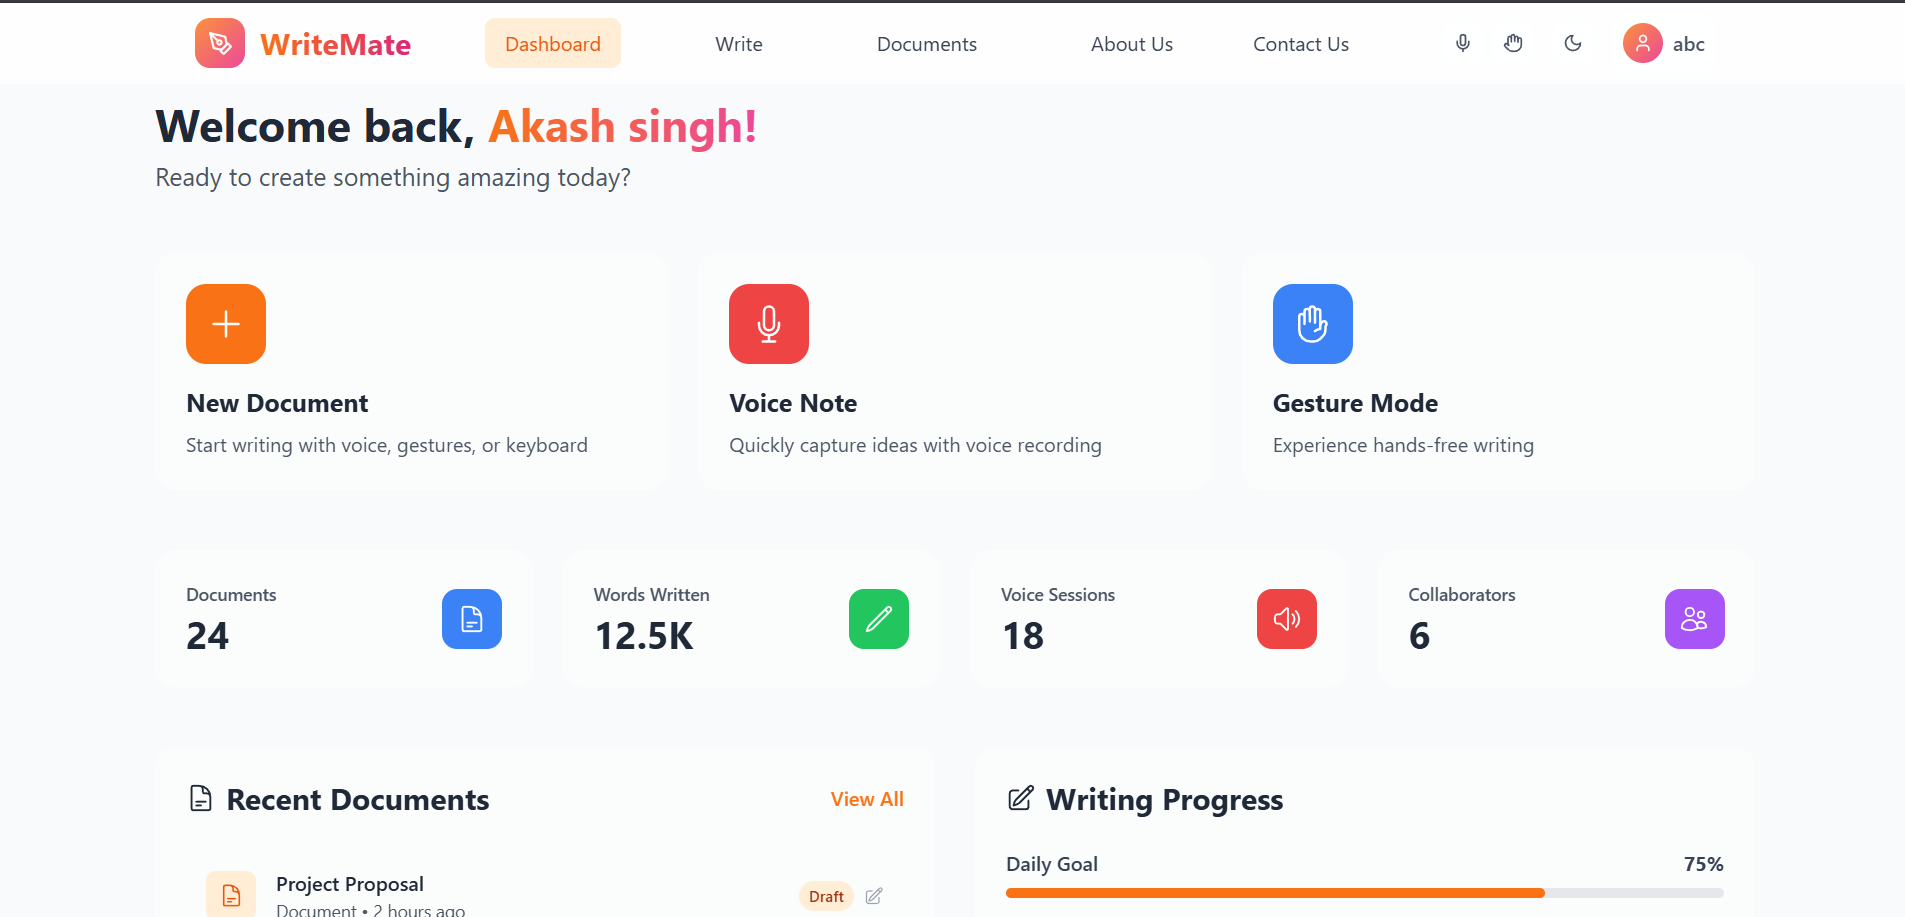 WriteMate
Dashboard
Write
Documents
About Us
Contact Us
abc
Welcome back, Akash singh!
Ready to create something amazing today?
New Document
Start writing with voice, gestures, or keyboard
Voice Note
Quickly capture ideas with voice recording
Gesture Mode
Experience hands-free writing
Documents
24
Words Written
12.5K
Voice Sessions
18
Collaborators
6
Recent Documents
View All
Project Proposal
Document • 2 hours ago
Draft
Writing Progress
Daily Goal
75%